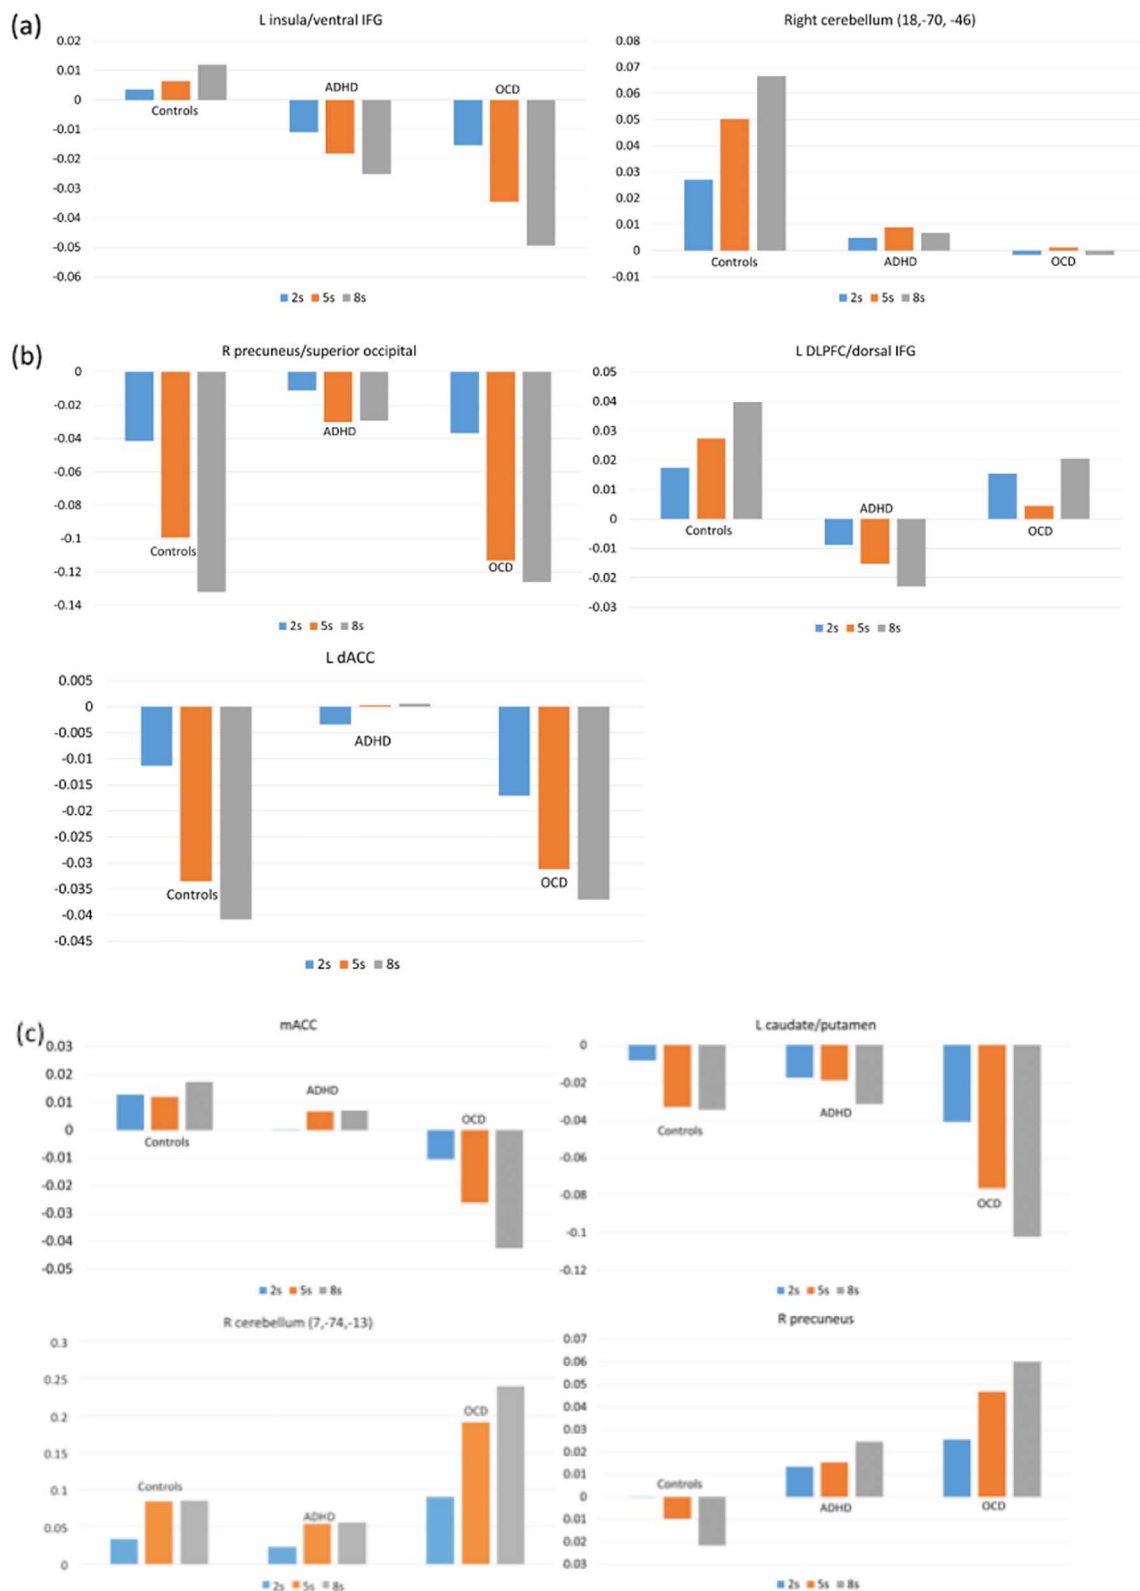 (a)
L insula/ventral IFG
0.02
0.01
0
-0.01
-0.02
-0.03
-0.04
-0.05
-0.06
Controls
ADHD
OCD
2s 5s 8s
Right cerebellum (18,-70, -46)
0.08
0.07
0.06
0.05
0.04
0.03
0.02
0.01
0
-0.01
Controls
ADHD
OCD
2s 5s 8s
(b)
R precuneus/superior occipital
0
-0.02
-0.04
-0.06
-0.08
-0.1
-0.12
-0.14
Controls
ADHD
OCD
2s 5s 8s
L DLPFC/dorsal IFG
0.05
0.04
0.03
0.02
0.01
0
-0.01
-0.02
-0.03
Controls
ADHD
OCD
2s 5s 8s
L dACC
0.005
0
-0.005
-0.01
-0.015
-0.02
-0.025
-0.03
-0.035
-0.04
-0.045
Controls
ADHD
OCD
2s 5s 8s
(c)
mACC
0.03
0.02
0.01
0
-0.01
-0.02
-0.03
-0.04
-0.05
Controls
ADHD
OCD
2s 5s 8s
L caudate/putamen
0
-0.02
-0.04
-0.06
-0.08
-0.1
-0.12
Controls
ADHD
OCD
2s 5s 8s
R cerebellum (7,-74,-13)
0.3
0.25
0.2
0.15
0.1
0.05
0
Controls
ADHD
OCD
2s 5s 8s
R precuneus
0.07
0.06
0.05
0.04
0.03
0.02
0.01
0
0.01
0.02
0.03
Controls
ADHD
OCD
2s 5s 8s